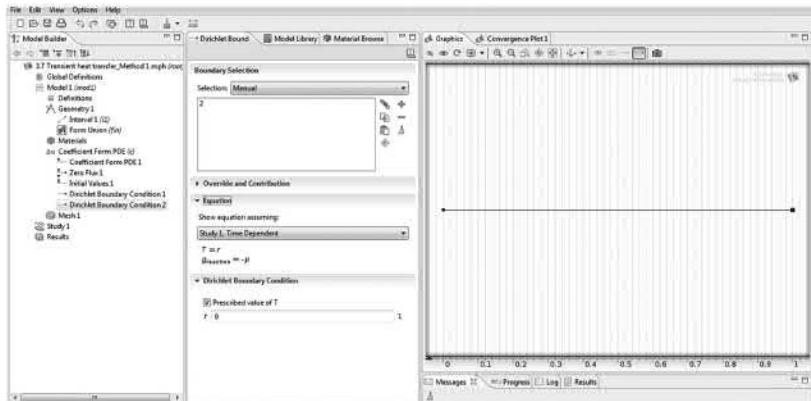 File Edit View Options Help
Model Builder
3.7 Transient heat transfer_Method 1.mph
Global Definitions
Model 1 (mod1)
Definitions
Geometry 1
Interval 1 (i1)
Form Union (fin)
Materials
Coefficient Form PDE (c)
Coefficient Form PDE 1
Zero Flux 1
Initial Values 1
Dirichlet Boundary Condition 1
Dirichlet Boundary Condition 2
Mesh 1
Study 1
Results
Dirichlet Bound Model Library Material Browse
Boundary Selection
Selection: Manual
2
Override and Contribution
Equation
Show equation assuming:
Study 1, Time Dependent
T = r
g reaction = -μ
Dirichlet Boundary Condition
Prescribed value of T
r 0 1
Graphics Convergence Plot 1
0 0.1 0.2 0.3 0.4 0.5 0.6 0.7 0.8 0.9 1
Messages Progress Log Results